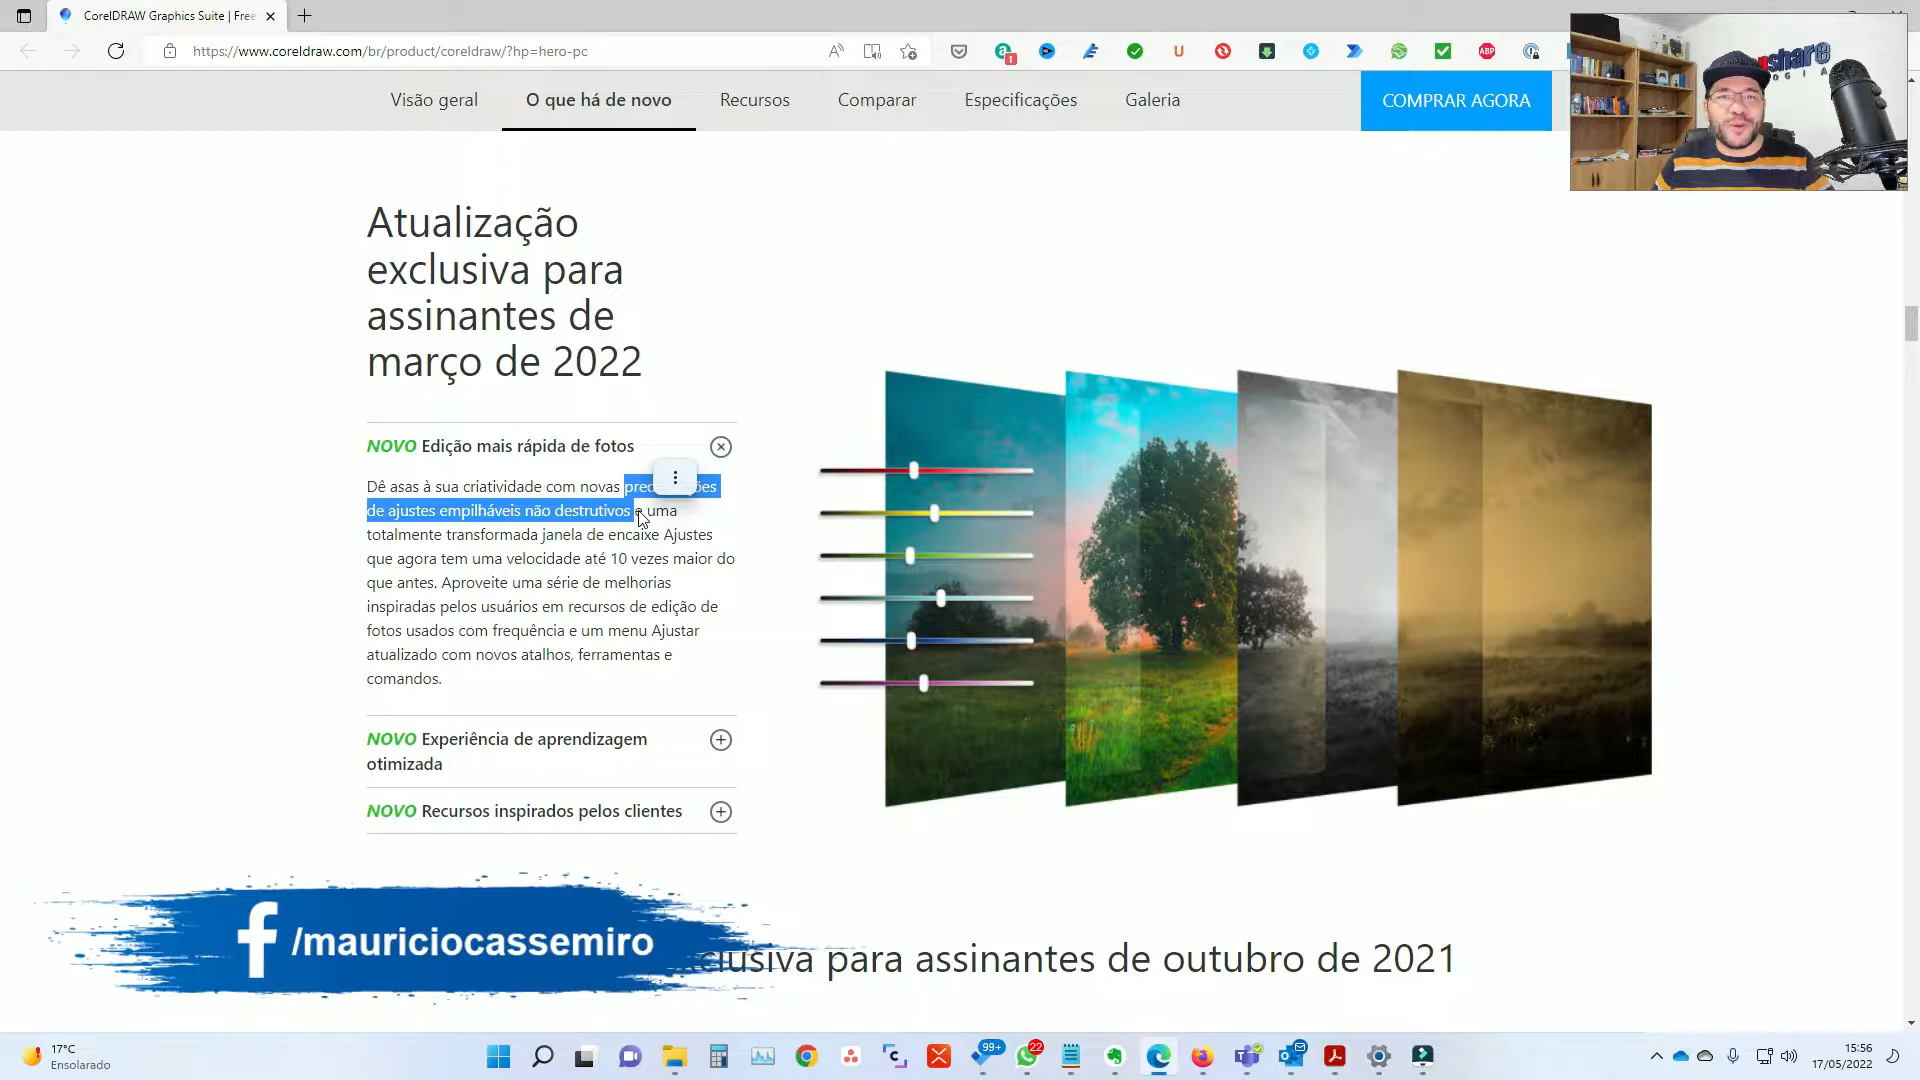 CorelDRAW Graphics Suite | Free
https://www.coreldraw.com/br/product/coreldraw/?hp=hero-pc
1
ABP
Visão geral
O que há de novo
Recursos
Comparar
Especificações
Galeria
COMPRAR AGORA
share
Atualização
exclusiva para
assinantes de
março de 2022
NOVO Edição mais rápida de fotos
Dê asas à sua criatividade com novas
de ajustes empilháveis não destrutivos e uma
totalmente transformada janela de encaixe Ajustes
que agora tem uma velocidade até 10 vezes maior do
que antes. Aproveite uma série de melhorias
inspiradas pelos usuários em recursos de edição de
fotos usados com frequência e um menu Ajustar
atualizado com novos atalhos, ferramentas e
comandos.
NOVO Experiência de aprendizagem
otimizada
NOVO Recursos inspirados pelos clientes
f /mauriciocassemiro
para assinantes de outubro de 2021
17°C
Ensolarado
99+
22
15:56
17/05/2022